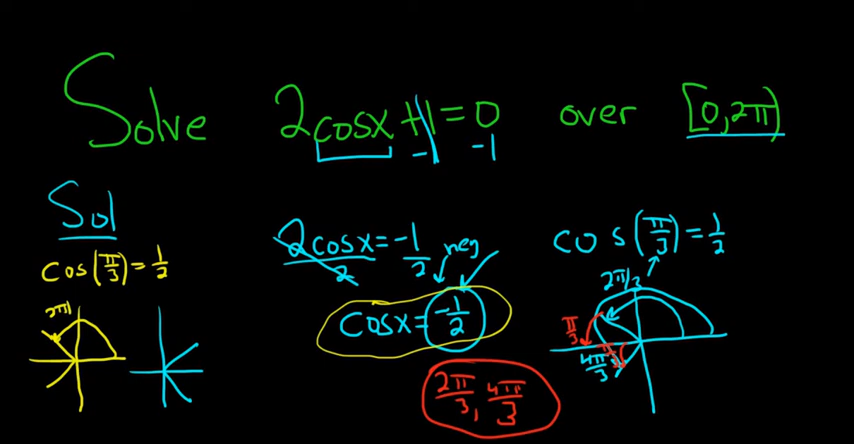 Solve 2cosx + 1 = 0 over [0, 2π)
-1 -1
Sol
cos(π/3) = 1/2
2π/
2cosx/2 = -1/2
neg
cosx = -1/2
2π/3, 4π/3
cos(π/3) = 1/2
2π/3
π/3
π/3
4π/3